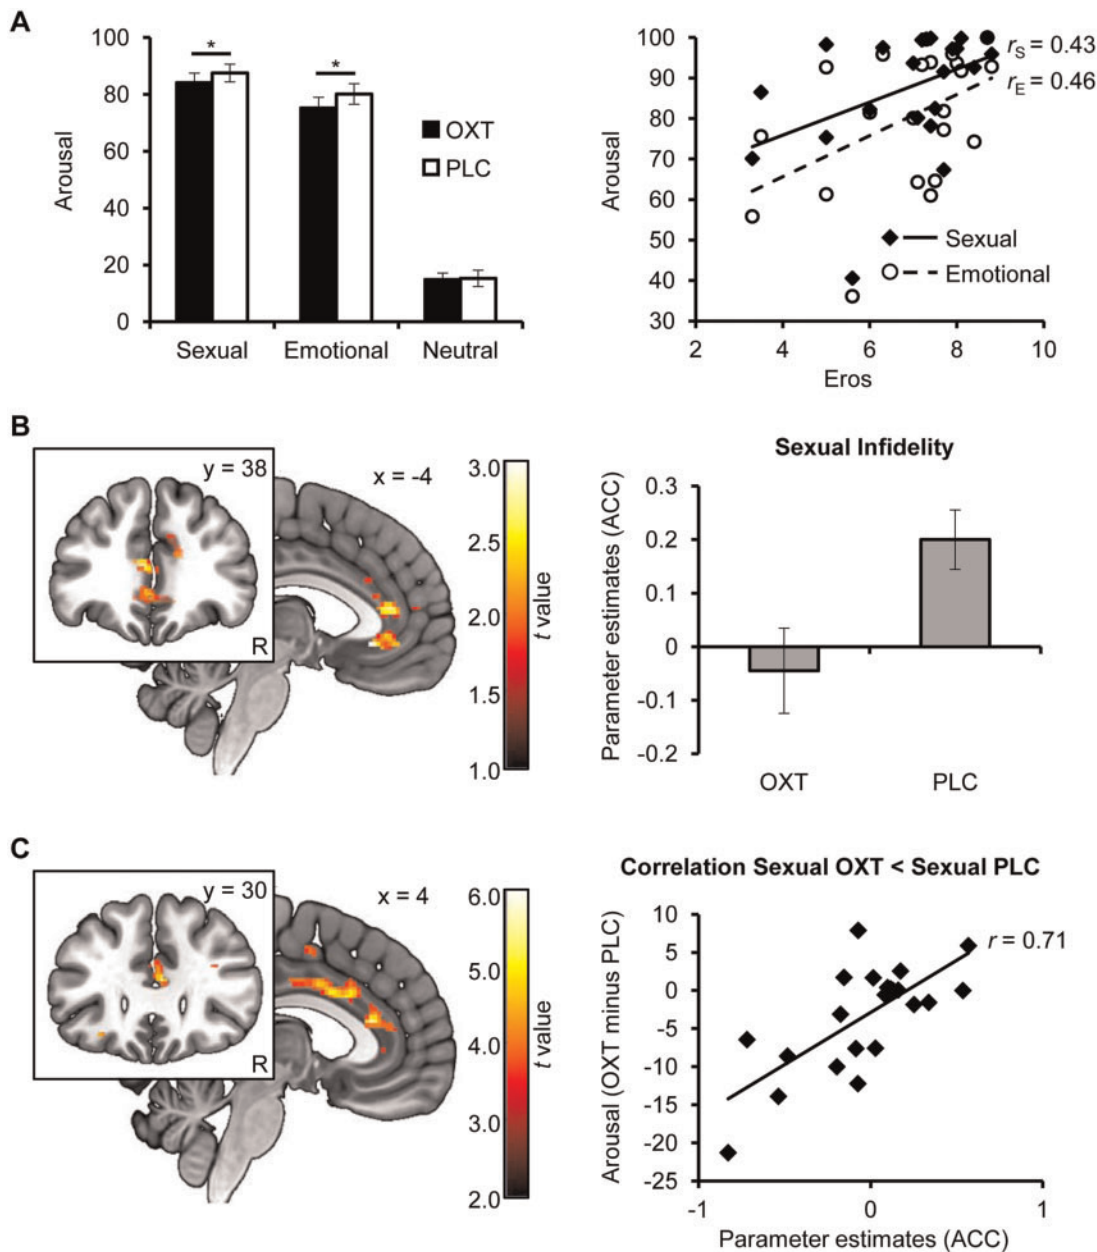 A
100
80
60
40
20
0
Arousal
*
*
OXT
PLC
Sexual Emotional Neutral
100
90
80
70
60
50
40
30
Arousal
r_S = 0.43
r_E = 0.46
Sexual
Emotional
2 4 6 8 10
Eros
B
y = 38
R
x = -4
3.0
2.5
2.0
1.5
1.0
t value
Sexual Infidelity
0.3
0.2
0.1
0
-0.1
-0.2
Parameter estimates (ACC)
OXT PLC
C
y = 30
R
x = 4
6.0
5.0
4.0
3.0
2.0
t value
Correlation Sexual OXT < Sexual PLC
10
5
0
-5
-10
-15
-20
-25
Arousal (OXT minus PLC)
r = 0.71
-1 0 1
Parameter estimates (ACC)